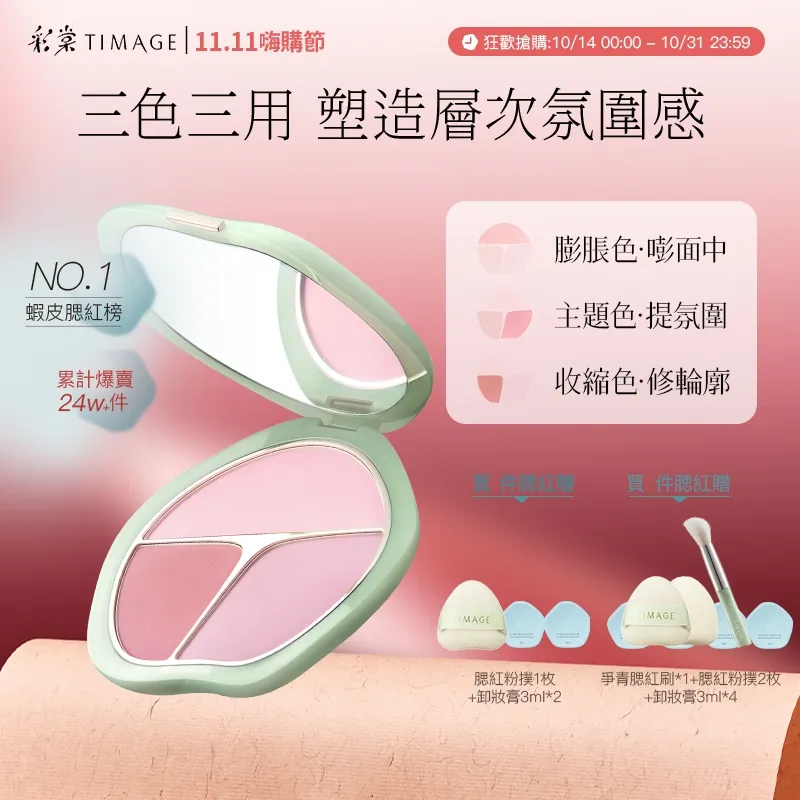 彩棠 TIMAGE | 11.11嗨購節
狂歡搶購:10/14 00:00 – 10/31 23:59
三色三用 塑造層次氛圍感
NO.1
蝦皮腮紅榜
累計爆賣
24w+件
膨脹色·嘭面中
主題色·提氛圍
收縮色·修輪廓
買 件腮紅贈
買 件腮紅贈
TIMAGE
TIMAGE
腮紅粉撲1枚
+卸妝膏3ml*2
爭青腮紅刷*1+腮紅粉撲2枚
+卸妝膏3ml*4